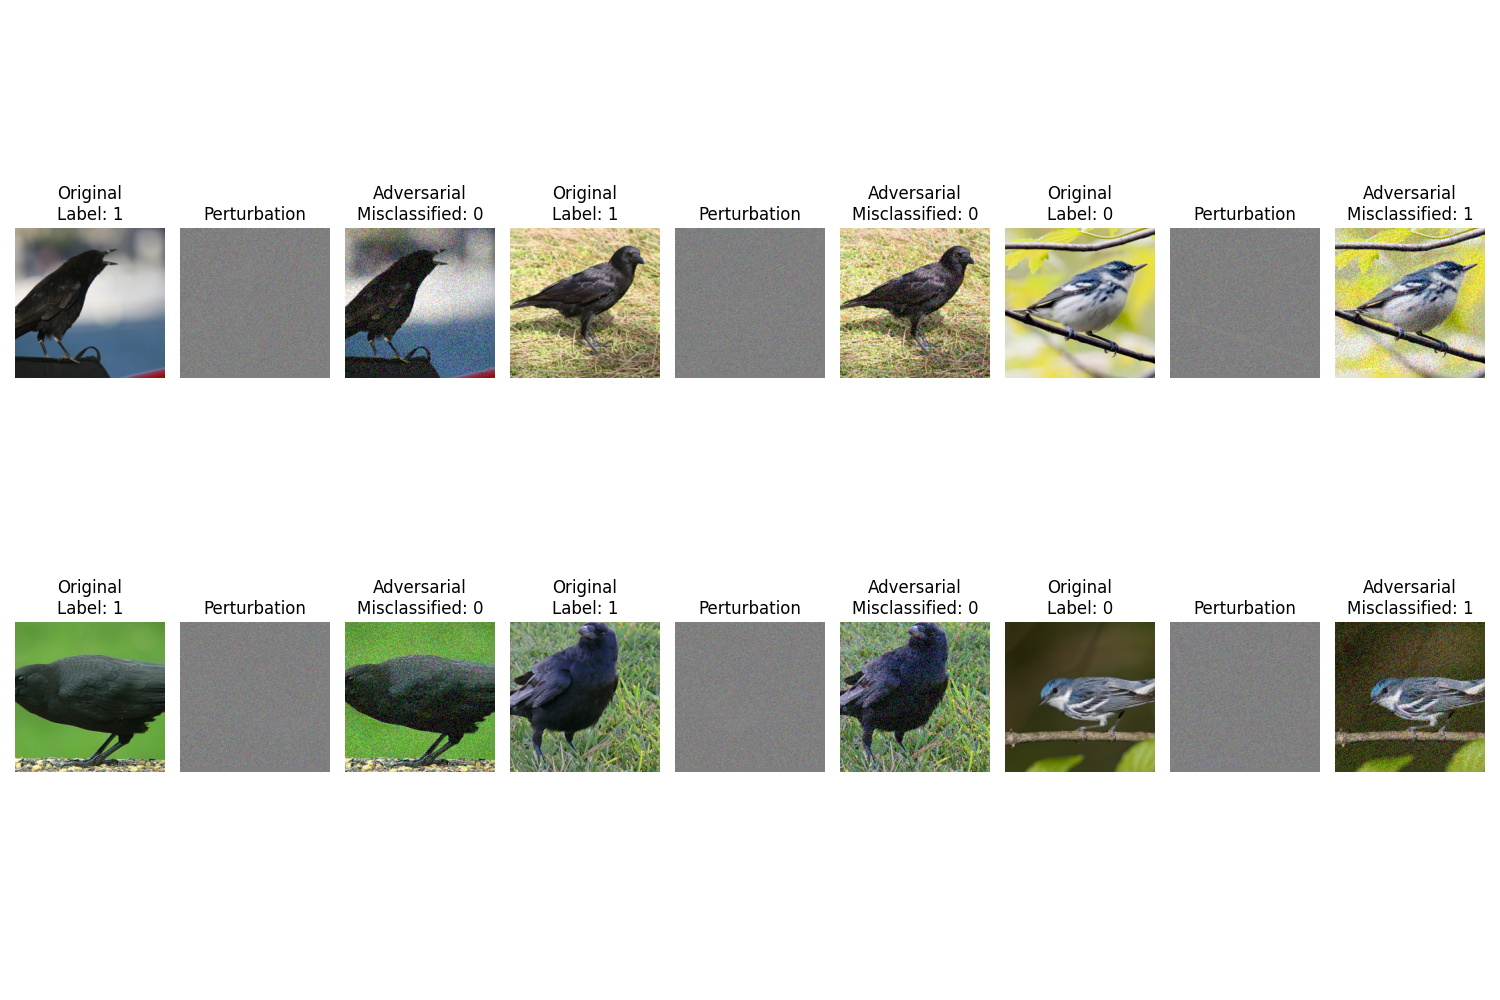 Original
Label: 1
Perturbation
Adversarial
Misclassified: 0
Original
Label: 1
Perturbation
Adversarial
Misclassified: 0
Original
Label: 0
Perturbation
Adversarial
Misclassified: 1
Original
Label: 1
Perturbation
Adversarial
Misclassified: 0
Original
Label: 1
Perturbation
Adversarial
Misclassified: 0
Original
Label: 0
Perturbation
Adversarial
Misclassified: 1